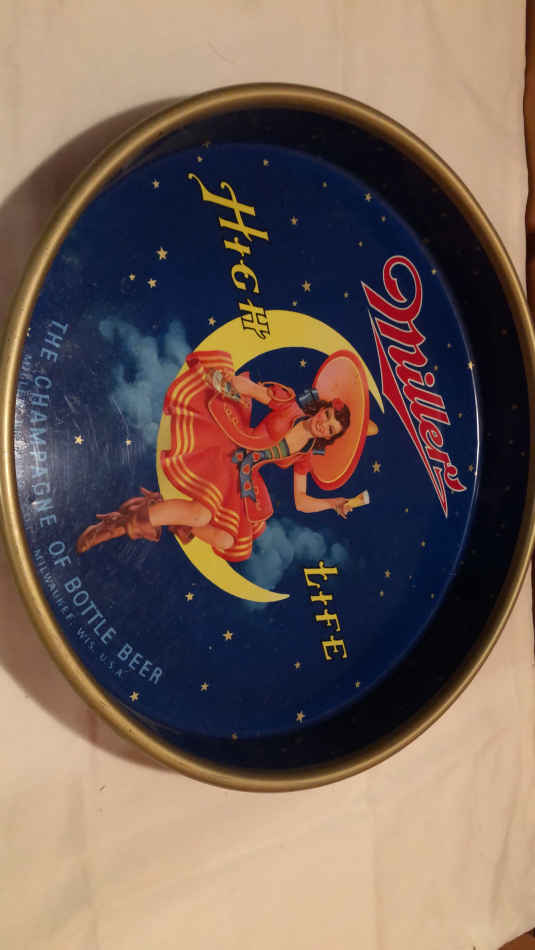 Miller
HIGH
LIFE
THE CHAMPAGNE OF BOTTLE BEER
MILWAUKEE, WIS., U.S.A.